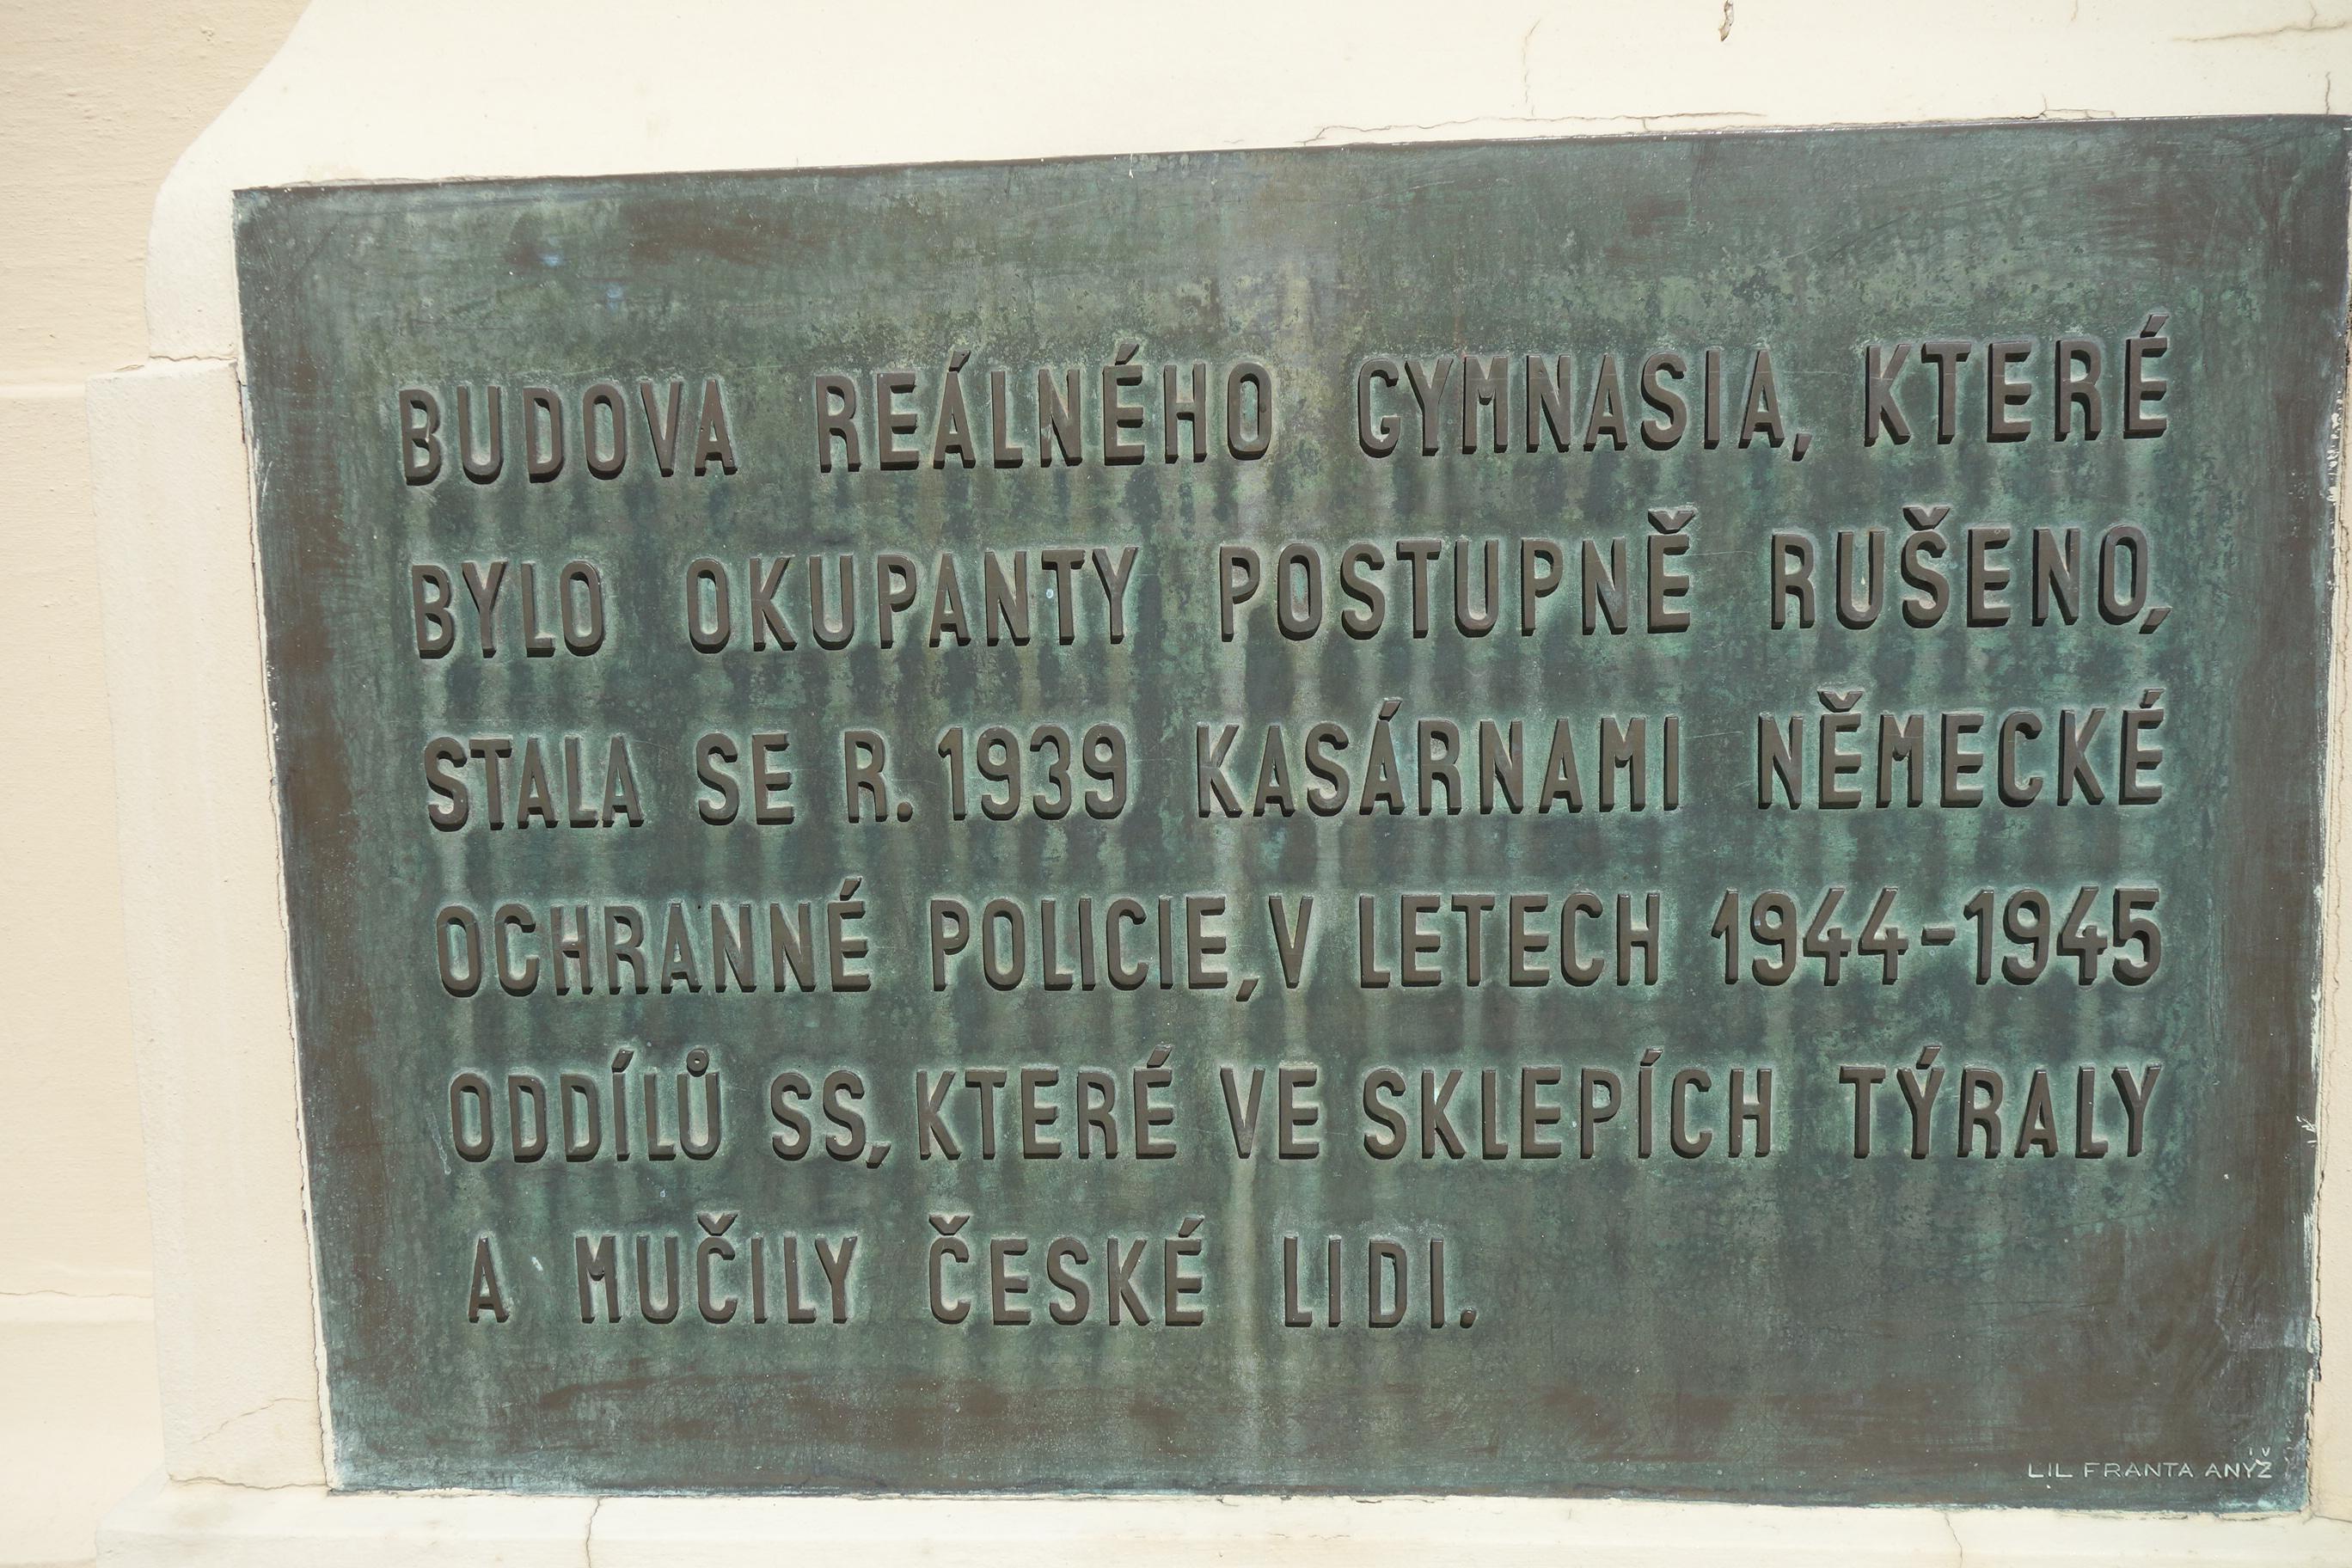 BUDOVA REÁLNÉHO GYMNASIA, KTERÉ
BYLO OKUPANTY POSTUPNĚ RUŠENO,
STALA SE R. 1939 KASÁRNAMI NĚMECKÉ
OCHRANNÉ POLICIE, V LETECH 1944-1945
ODDÍLŮ SS, KTERÉ VE SKLEPÍCH TÝRALY
A MUČILY ČESKÉ LIDI.
LIL FRANTA ANÝŽ